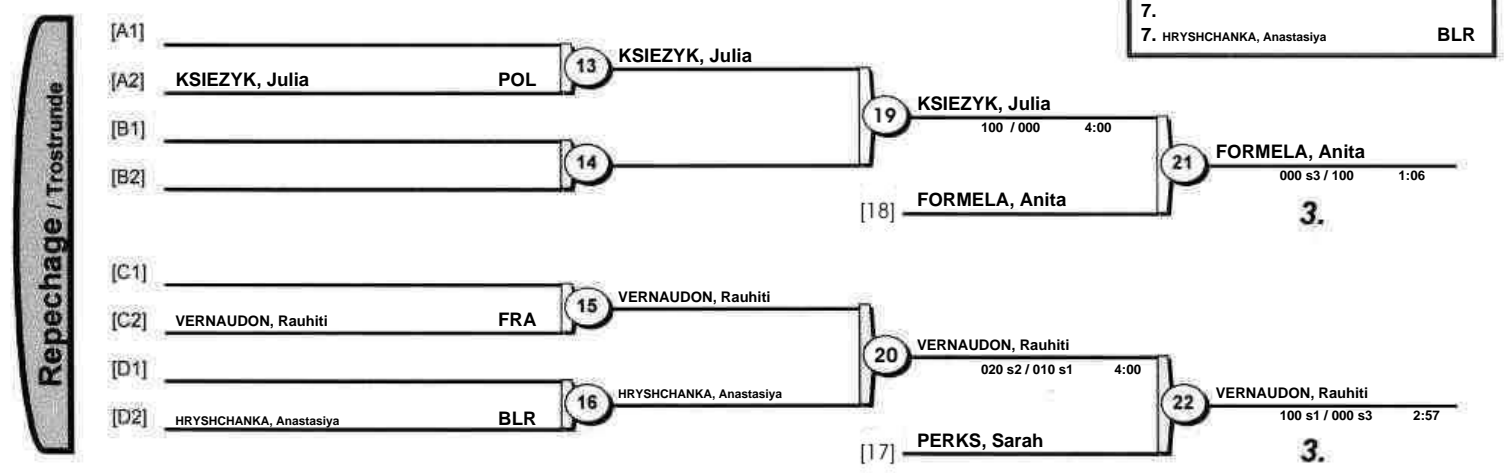 7.
7. HRYSHCHANKA, Anastasiya BLR
Repechage / Trostrunde
[A1]
[A2] KSIEZYK, Julia POL
13 KSIEZYK, Julia
[B1]
[B2]
14
19 KSIEZYK, Julia
100 / 000 4:00
[18] FORMELA, Anita
21 FORMELA, Anita
000 s3 / 100 1:06
3.
[C1]
[C2] VERNAUDON, Rauhiti FRA
15 VERNAUDON, Rauhiti
[D1]
[D2] HRYSHCHANKA, Anastasiya BLR
16 HRYSHCHANKA, Anastasiya
20 VERNAUDON, Rauhiti
020 s2 / 010 s1 4:00
[17] PERKS, Sarah
22 VERNAUDON, Rauhiti
100 s1 / 000 s3 2:57
3.